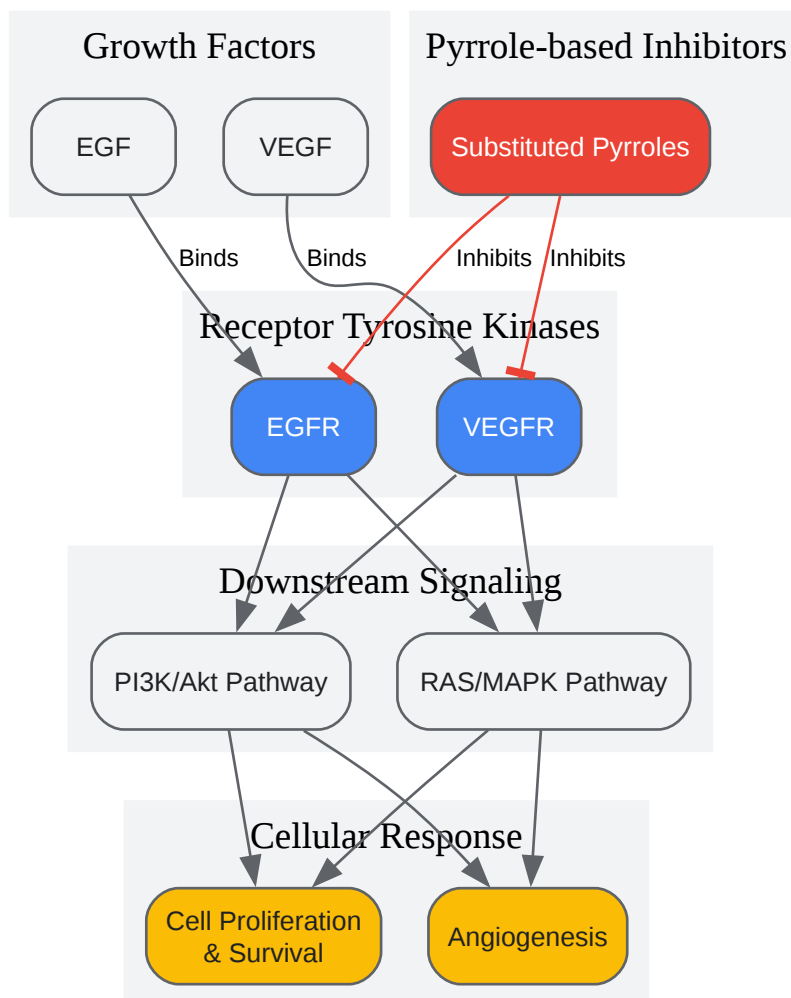 Growth Factors
Pyrrole-based Inhibitors
EGF
VEGF
Substituted Pyrroles
Binds
Binds
Inhibits
Inhibits
Receptor Tyrosine Kinases
EGFR
VEGFR
Downstream Signaling
PI3K/Akt Pathway
RAS/MAPK Pathway
Cellular Response
Cell Proliferation
& Survival
Angiogenesis